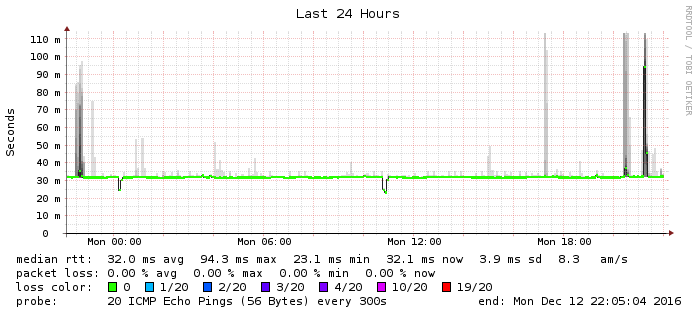 Last 24 Hours
RRDTOOL / TOBI OETIKER
Seconds
110 m
100 m
90 m
80 m
70 m
60 m
50 m
40 m
30 m
20 m
10 m
0
Mon 00:00 Mon 06:00 Mon 12:00 Mon 18:00
median rtt: 32.0 ms avg 94.3 ms max 23.1 ms min 32.1 ms now 3.9 ms sd 8.3 am/s
packet loss: 0.00 % avg 0.00 % max 0.00 % min 0.00 % now
loss color: 0 1/20 2/20 3/20 4/20 10/20 19/20
probe: 20 ICMP Echo Pings (56 Bytes) every 300s end: Mon Dec 12 22:05:04 2016